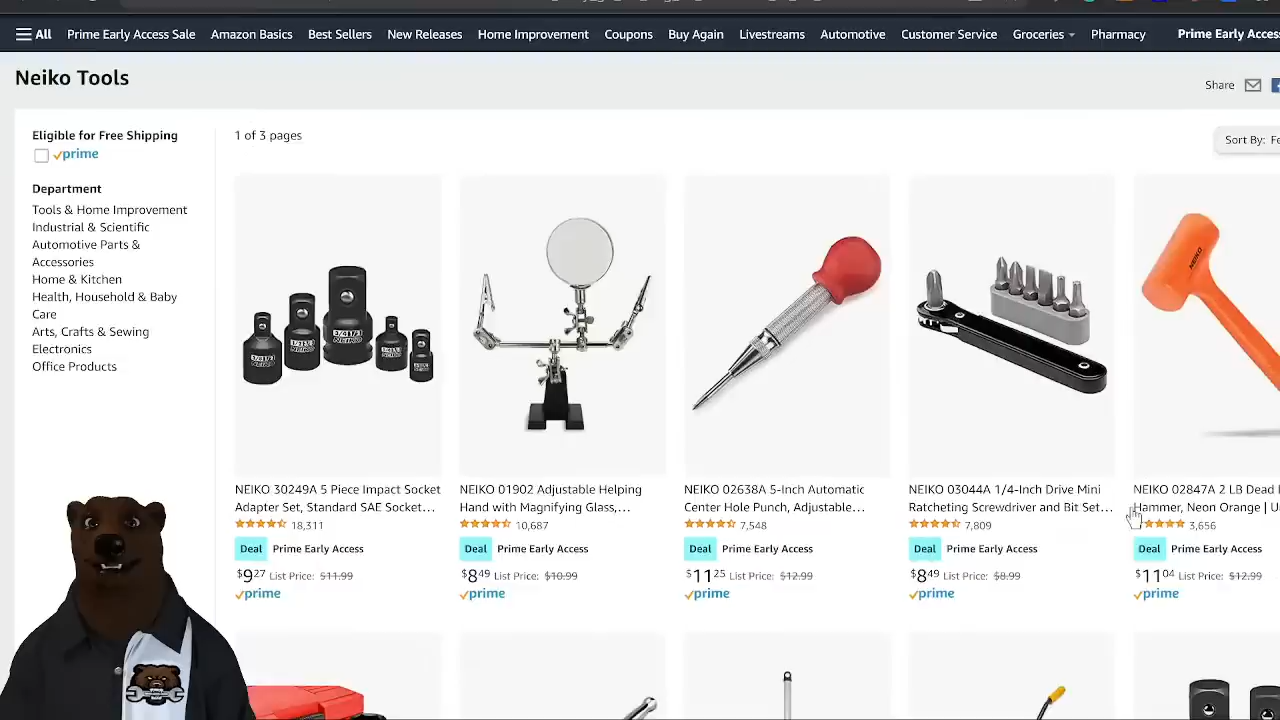 All Prime Early Access Sale Amazon Basics Best Sellers New Releases Home Improvement Coupons Buy Again Livestreams Automotive Customer Service Groceries Pharmacy Prime Early Access
Neiko Tools
Share
Eligible for Free Shipping
prime
1 of 3 pages
Sort By: Fe
Department
Tools & Home Improvement
Industrial & Scientific
Automotive Parts &
Accessories
Home & Kitchen
Health, Household & Baby
Care
Arts, Crafts & Sewing
Electronics
Office Products
NEIKO
NEIKO 30249A 5 Piece Impact Socket
Adapter Set, Standard SAE Socket...
18,311
Deal Prime Early Access
$9.27 List Price: $11.99
prime
NEIKO 01902 Adjustable Helping
Hand with Magnifying Glass,...
10,687
Deal Prime Early Access
$8.49 List Price: $10.99
prime
NEIKO 02638A 5-Inch Automatic
Center Hole Punch, Adjustable...
7,548
Deal Prime Early Access
$11.25 List Price: $12.99
prime
NEIKO 03044A 1/4-Inch Drive Mini
Ratcheting Screwdriver and Bit Set...
7,809
Deal Prime Early Access
$8.49 List Price: $8.99
prime
NEIKO 02847A 2 LB Dead
Hammer, Neon Orange |
3,656
Deal Prime Early Access
$11.04 List Price: $12.99
prime